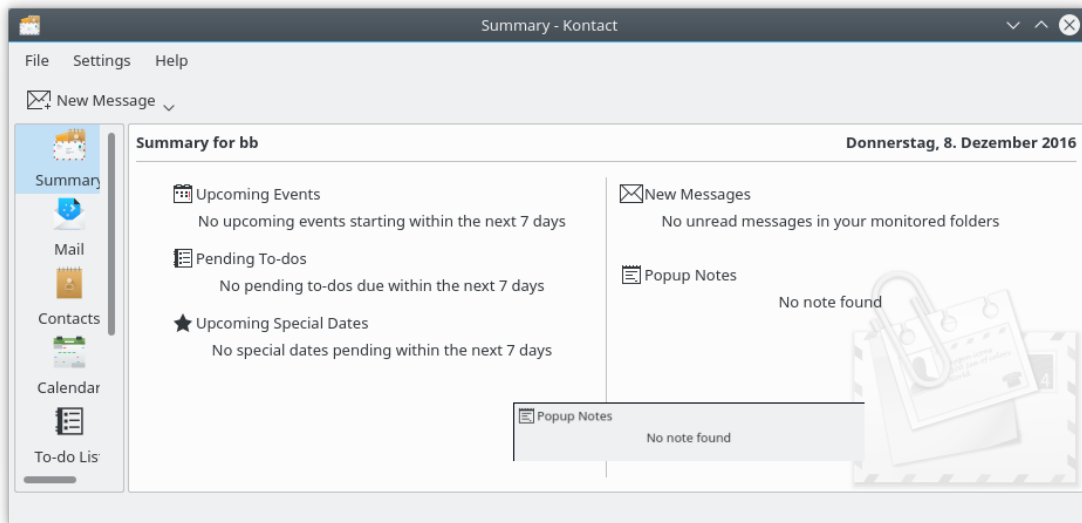 Summary - Kontact
File Settings Help
New Message
Summary
Mail
Contacts
Calendar
To-do Lis
Summary for bb
Donnerstag, 8. Dezember 2016
Upcoming Events
No upcoming events starting within the next 7 days
Pending To-dos
No pending to-dos due within the next 7 days
Upcoming Special Dates
No special dates pending within the next 7 days
New Messages
No unread messages in your monitored folders
Popup Notes
No note found
Popup Notes
No note found
4